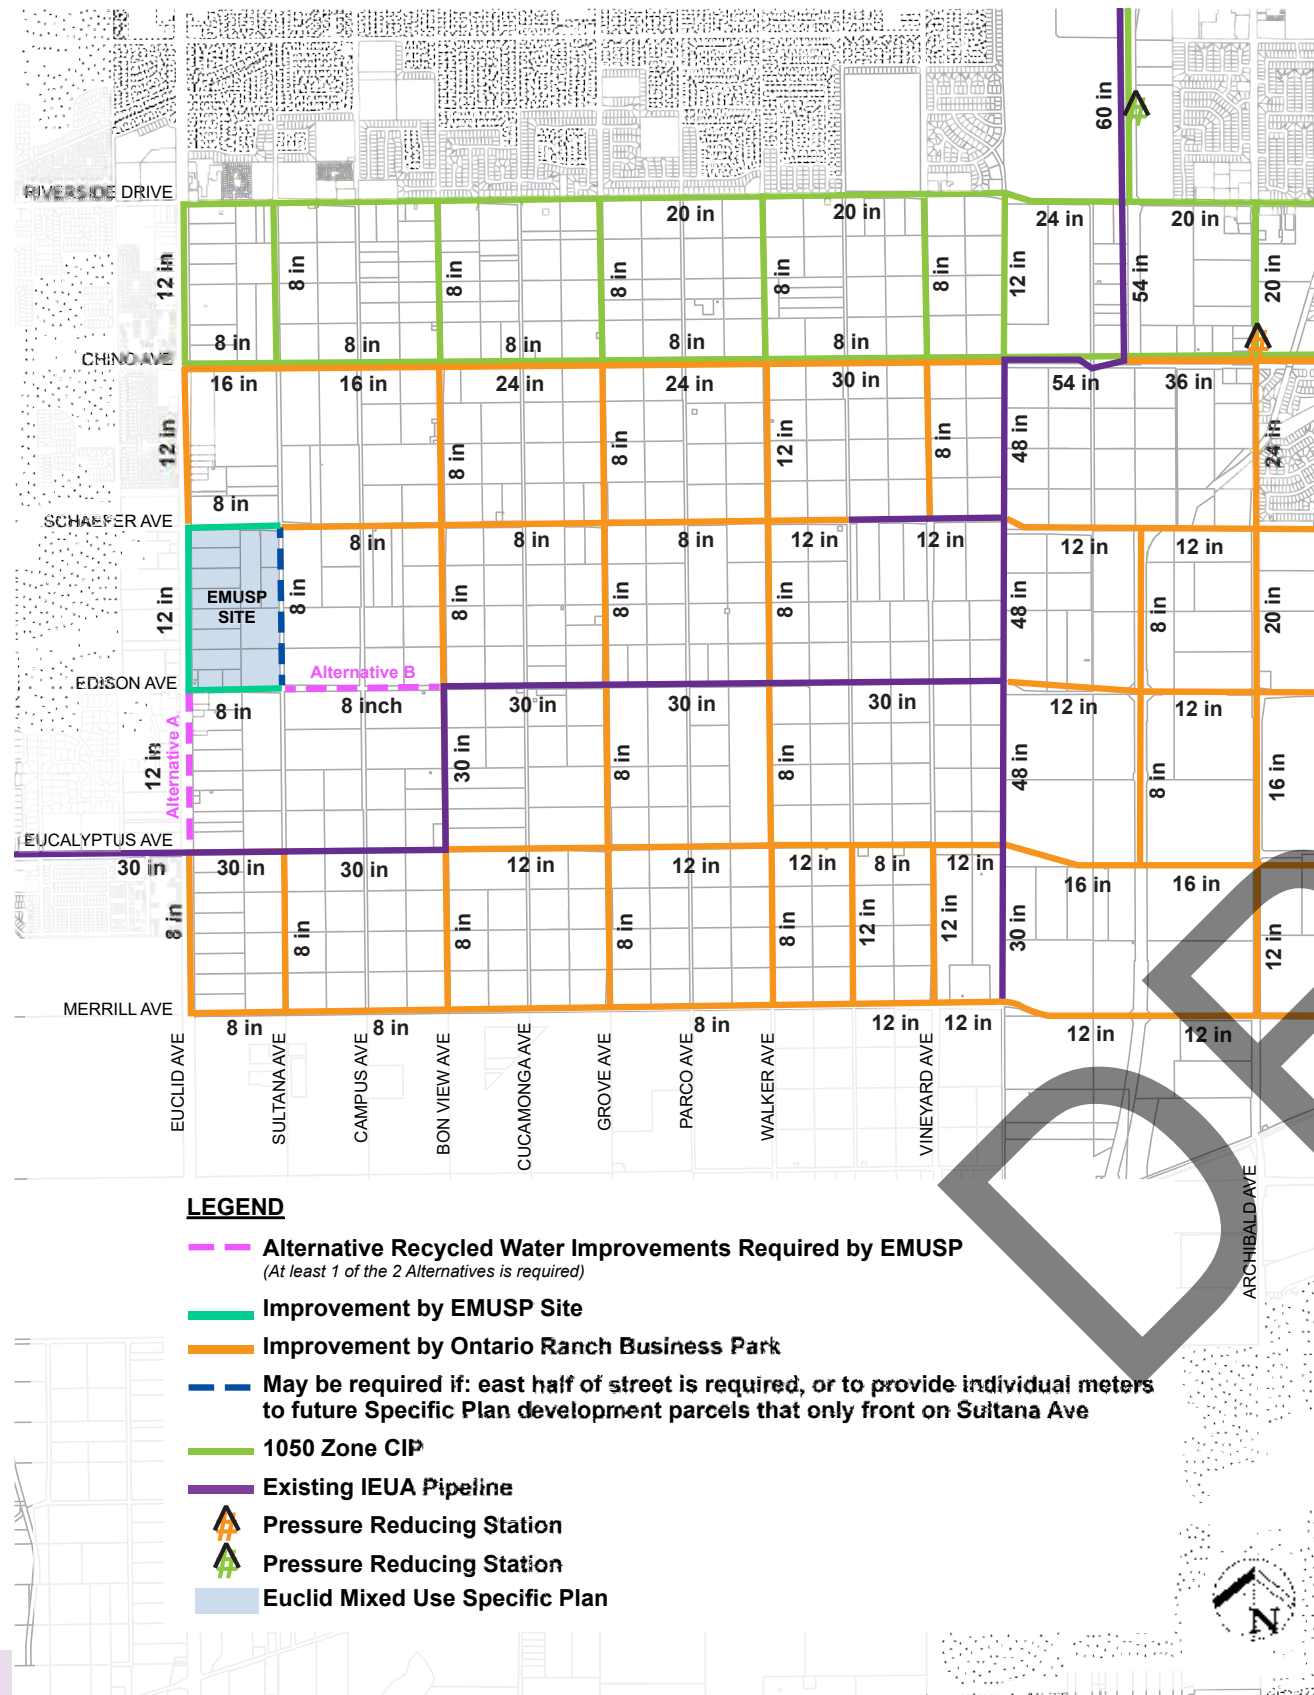 60 in
RIVERSIDE DRIVE
20 in
20 in
24 in
20 in
12 in
8 in
8 in
8 in
8 in
8 in
12 in
54 in
20 in
8 in
8 in
8 in
8 in
8 in
CHINO AVE
16 in
16 in
24 in
24 in
30 in
54 in
36 in
12 in
8 in
8 in
12 in
8 in
48 in
24 in
8 in
SCHAEFER AVE
8 in
8 in
8 in
12 in
12 in
12 in
12 in
EMUSP
SITE
12 in
8 in
8 in
8 in
8 in
48 in
8 in
20 in
EDISON AVE
Alternative B
8 in
8 inch
30 in
30 in
30 in
12 in
12 in
12 in
Alternative A
30 in
8 in
8 in
48 in
8 in
16 in
EUCALYPTUS AVE
30 in
30 in
30 in
12 in
12 in
12 in
8 in
12 in
16 in
16 in
8 in
8 in
8 in
8 in
8 in
12 in
12 in
30 in
12 in
MERRILL AVE
8 in
8 in
8 in
12 in
12 in
12 in
12 in
EUCLID AVE
SULTANA AVE
CAMPUS AVE
BON VIEW AVE
CUCAMONGA AVE
GROVE AVE
PARCO AVE
WALKER AVE
VINEYARD AVE
ARCHIBALD AVE
DR
LEGEND
Alternative Recycled Water Improvements Required by EMUSP
(At least 1 of the 2 Alternatives is required)
Improvement by EMUSP Site
Improvement by Ontario Ranch Business Park
May be required if: east half of street is required, or to provide individual meters
to future Specific Plan development parcels that only front on Sultana Ave
1050 Zone CIP
Existing IEUA Pipeline
Pressure Reducing Station
Pressure Reducing Station
Euclid Mixed Use Specific Plan
N